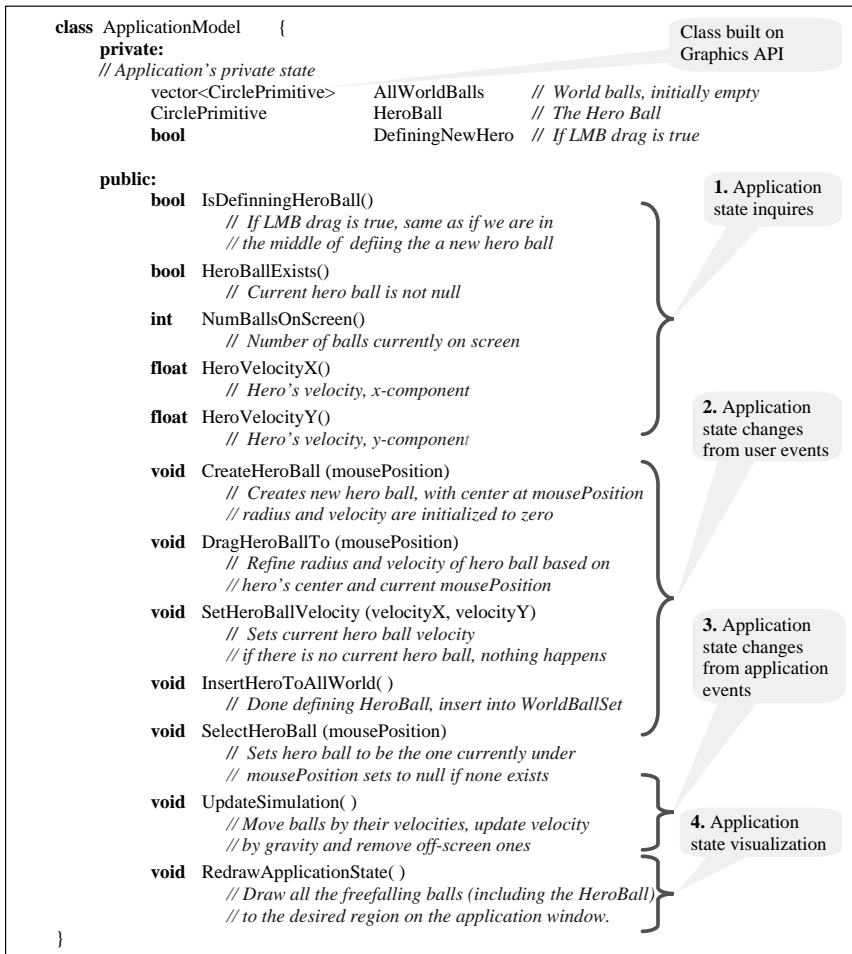 class ApplicationModel {
Class built on
Graphics API
private:
// Application's private state
vector<CirclePrimitive> AllWorldBalls // World balls, initially empty
CirclePrimitive HeroBall // The Hero Ball
bool DefiningNewHero // If LMB drag is true
public:
1. Application
state inquires
bool IsDefinningHeroBall()
// If LMB drag is true, same as if we are in
// the middle of defiing the a new hero ball
bool HeroBallExists()
// Current hero ball is not null
int NumBallsOnScreen()
// Number of balls currently on screen
float HeroVelocityX()
// Hero's velocity, x-component
float HeroVelocityY()
// Hero's velocity, y-component
2. Application
state changes
from user events
void CreateHeroBall (mousePosition)
// Creates new hero ball, with center at mousePosition
// radius and velocity are initialized to zero
void DragHeroBallTo (mousePosition)
// Refine radius and velocity of hero ball based on
// hero's center and current mousePosition
void SetHeroBallVelocity (velocityX, velocityY)
// Sets current hero ball velocity
// if there is no current hero ball, nothing happens
3. Application
state changes
from application
events
void InsertHeroToAllWorld( )
// Done defining HeroBall, insert into WorldBallSet
void SelectHeroBall (mousePosition)
// Sets hero ball to be the one currently under
// mousePosition sets to null if none exists
void UpdateSimulation( )
// Move balls by their velocities, update velocity
// by gravity and remove off-screen ones
4. Application
state visualization
void RedrawApplicationState( )
// Draw all the freefalling balls (including the HeroBall)
// to the desired region on the application window.
}